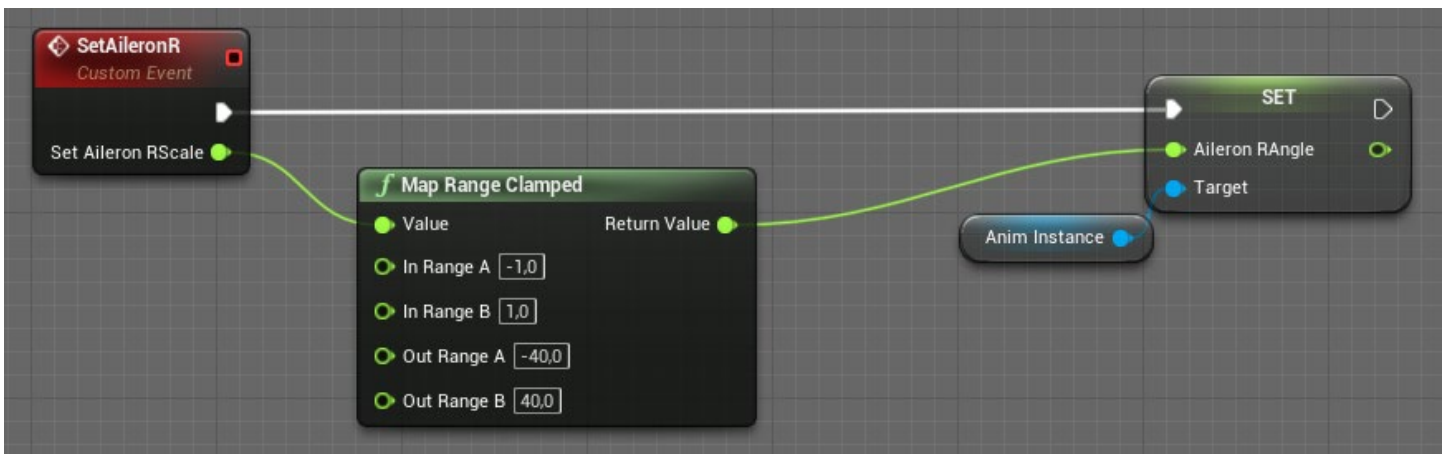 SetAileronR
Custom Event
Set Aileron RScale
f Map Range Clamped
Value Return Value
In Range A -1,0
In Range B 1,0
Out Range A -40,0
Out Range B 40,0
Anim Instance
SET
Aileron RAngle
Target